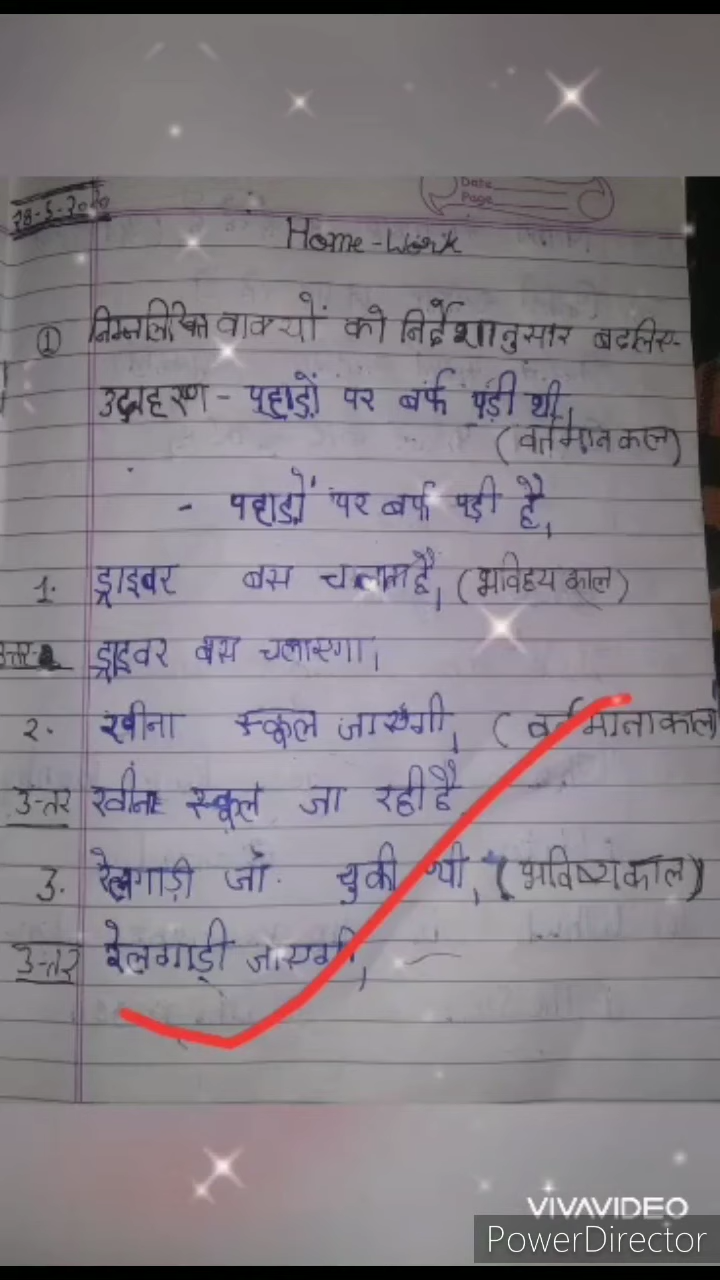 Date
Page
28-5-2020
Home-Work
① निम्नलिखित वाक्यों को निर्देशानुसार बदलिए-
उदाहरण - पहाड़ों पर बर्फ पड़ी थी,
(वर्तमान काल)
- पहाड़ों पर बर्फ पड़ी है,
1. ड्राइवर बस चलाता है, (भविष्य काल)
उत्तर- ड्राइवर बस चलाएगा।
२. रवीना स्कूल जाएगी, (वर्तमानाकाल)
उत्तर रवीना स्कूल जा रही है
3. रेलगाड़ी जॉ. चुकी थी, (भविष्यकाल)
उत्तर रेलगाड़ी जाएगी,
VIVAVIDEO
PowerDirector